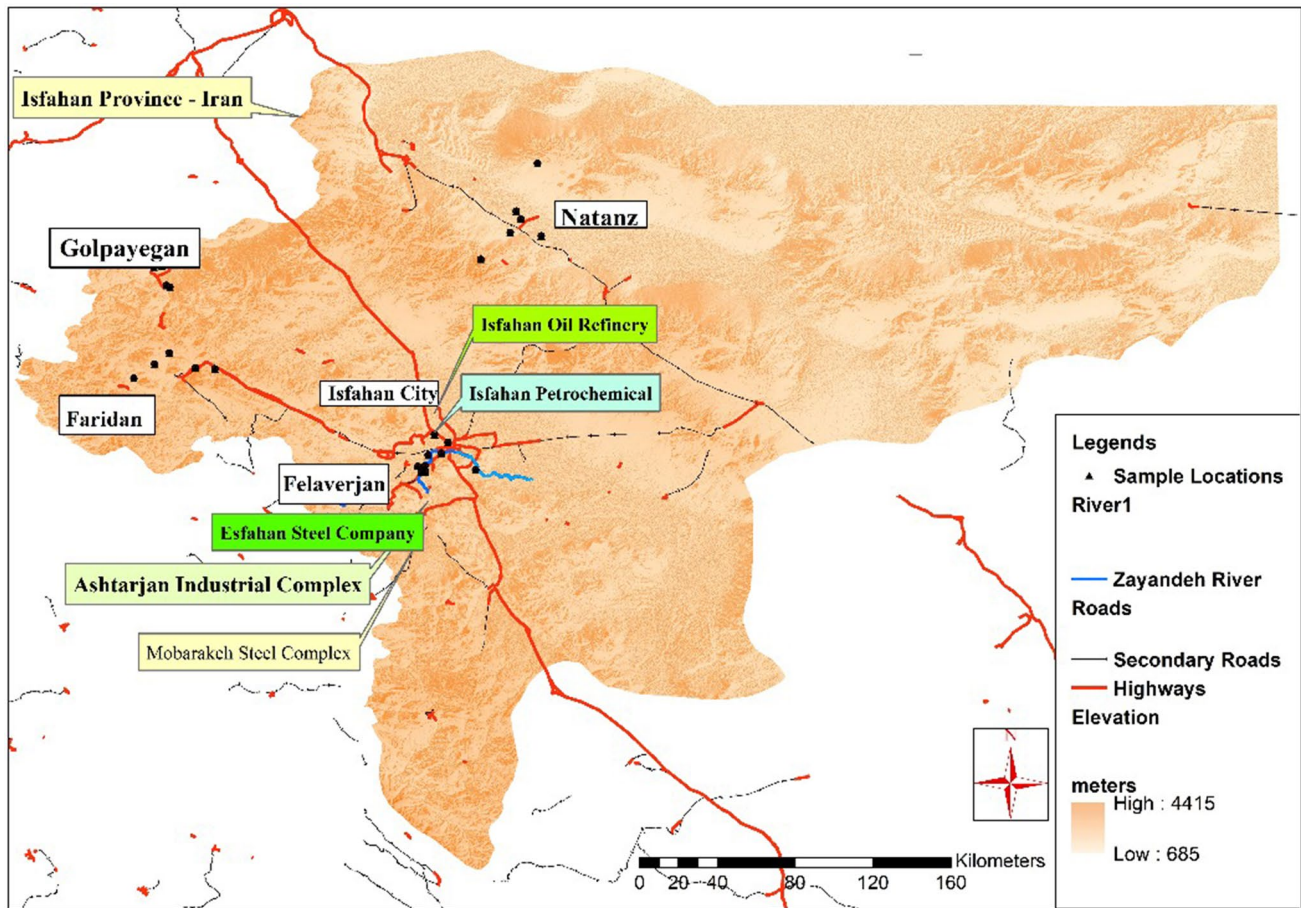 Isfahan Province - Iran
Natanz
Golpayegan
Isfahan Oil Refinery
Isfahan City
Isfahan Petrochemical
Faridan
Felaverjan
Esfahan Steel Company
Ashtarjan Industrial Complex
Mobarakeh Steel Complex
Legends
Sample Locations
River1
Zayandeh River
Roads
Secondary Roads
Highways
Elevation
meters
High : 4415
Low : 685
Kilometers
0 20 40 80 120 160